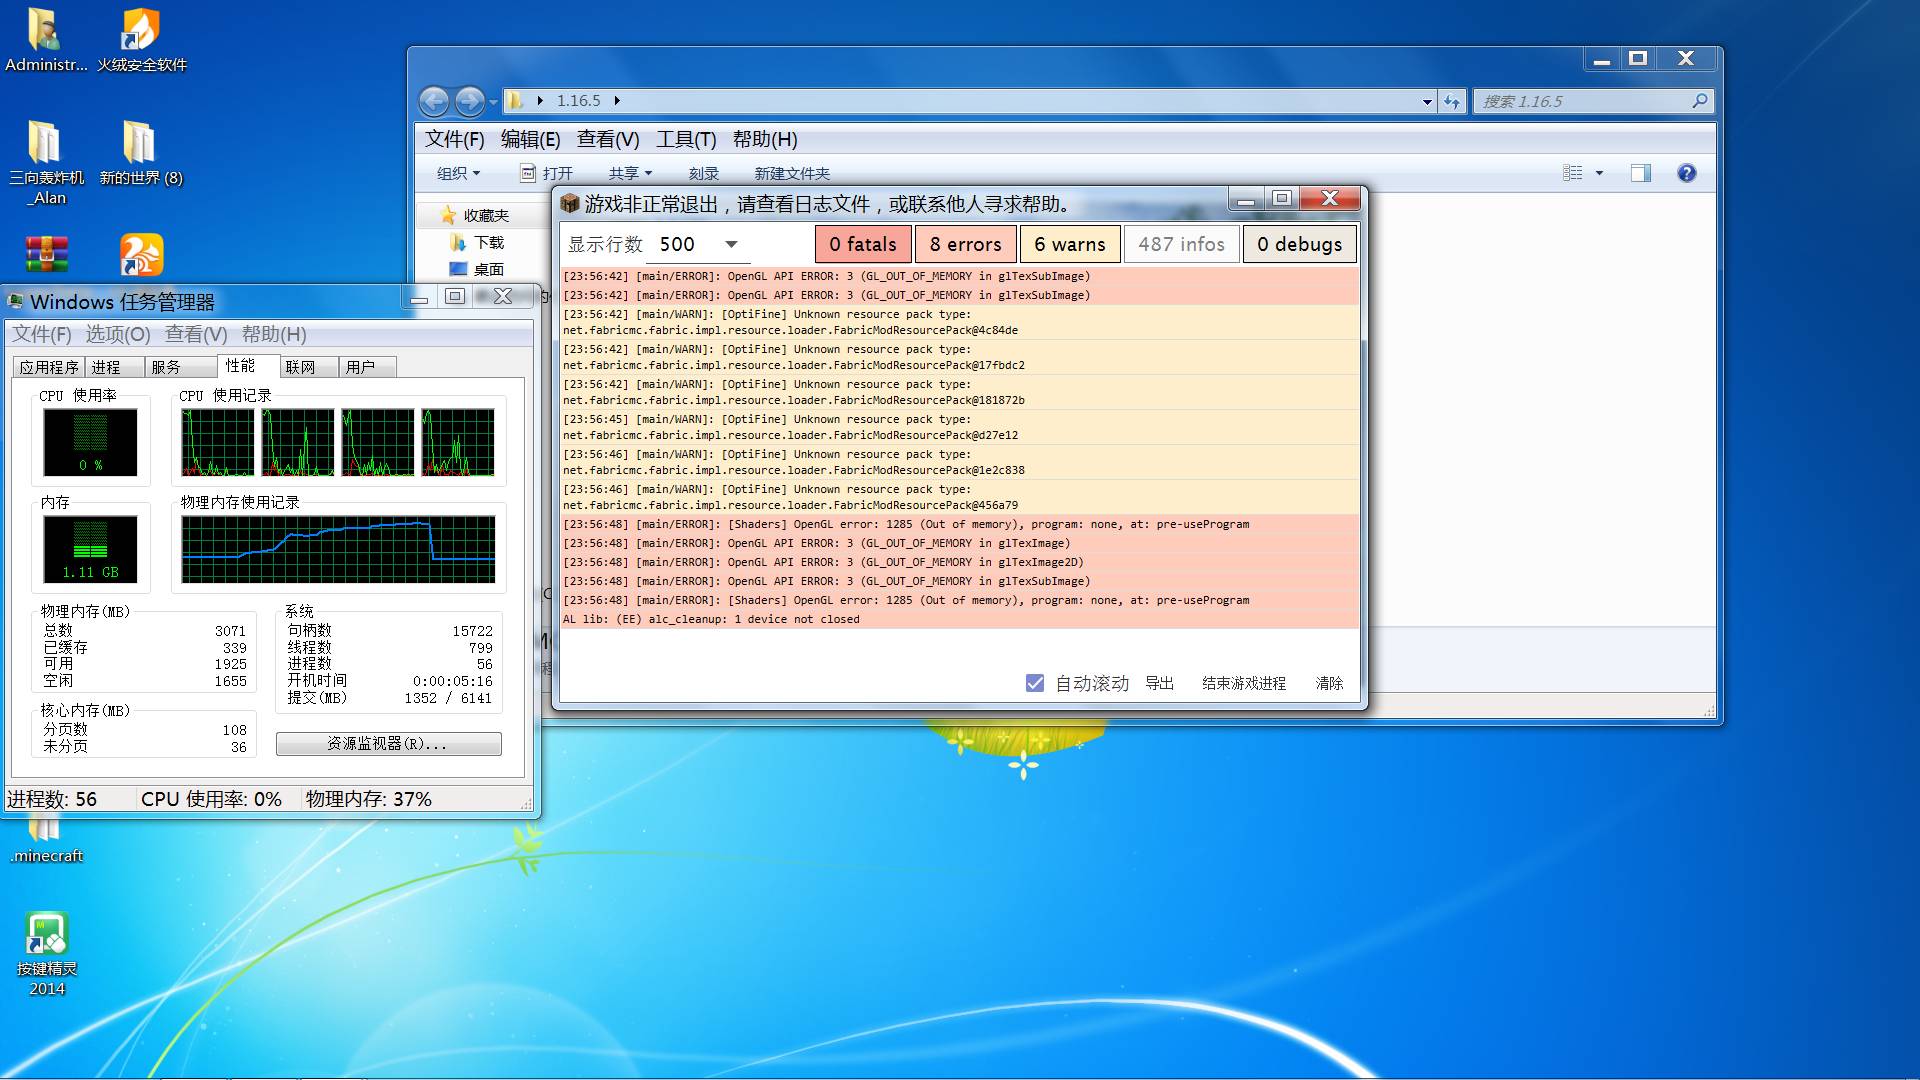 Administr...
火绒安全软件
三向轰炸机
_Alan
新的世界 (8)
1.16.5
搜索 1.16.5
文件(F) 编辑(E) 查看(V) 工具(T) 帮助(H)
组织 打开 共享 刻录 新建文件夹
收藏夹
下载
桌面
游戏非正常退出，请查看日志文件，或联系他人寻求帮助。
显示行数 500
0 fatals
8 errors
6 warns
487 infos
0 debugs
[23:56:42] [main/ERROR]: OpenGL API ERROR: 3 (GL_OUT_OF_MEMORY in glTexSubImage)
[23:56:42] [main/ERROR]: OpenGL API ERROR: 3 (GL_OUT_OF_MEMORY in glTexSubImage)
[23:56:42] [main/WARN]: [OptiFine] Unknown resource pack type:
net.fabricmc.fabric.impl.resource.loader.FabricModResourcePack@4c84de
[23:56:42] [main/WARN]: [OptiFine] Unknown resource pack type:
net.fabricmc.fabric.impl.resource.loader.FabricModResourcePack@17fbdc2
[23:56:42] [main/WARN]: [OptiFine] Unknown resource pack type:
net.fabricmc.fabric.impl.resource.loader.FabricModResourcePack@181872b
[23:56:45] [main/WARN]: [OptiFine] Unknown resource pack type:
net.fabricmc.fabric.impl.resource.loader.FabricModResourcePack@d27e12
[23:56:46] [main/WARN]: [OptiFine] Unknown resource pack type:
net.fabricmc.fabric.impl.resource.loader.FabricModResourcePack@1e2c838
[23:56:46] [main/WARN]: [OptiFine] Unknown resource pack type:
net.fabricmc.fabric.impl.resource.loader.FabricModResourcePack@456a79
[23:56:48] [main/ERROR]: [Shaders] OpenGL error: 1285 (Out of memory), program: none, at: pre-useProgram
[23:56:48] [main/ERROR]: OpenGL API ERROR: 3 (GL_OUT_OF_MEMORY in glTexImage)
[23:56:48] [main/ERROR]: OpenGL API ERROR: 3 (GL_OUT_OF_MEMORY in glTexImage2D)
[23:56:48] [main/ERROR]: OpenGL API ERROR: 3 (GL_OUT_OF_MEMORY in glTexSubImage)
[23:56:48] [main/ERROR]: [Shaders] OpenGL error: 1285 (Out of memory), program: none, at: pre-useProgram
AL lib: (EE) alc_cleanup: 1 device not closed
自动滚动 导出 结束游戏进程 清除
Windows 任务管理器
文件(F) 选项(O) 查看(V) 帮助(H)
应用程序 进程 服务 性能 联网 用户
CPU 使用率
0 %
CPU 使用记录
内存
1.11 GB
物理内存使用记录
物理内存(MB)
总数 3071
已缓存 339
可用 1925
空闲 1655
系统
句柄数 15722
线程数 799
进程数 56
开机时间 0:00:05:16
提交(MB) 1352 / 6141
核心内存(MB)
分页数 108
未分页 36
资源监视器(R)...
进程数: 56 CPU 使用率: 0% 物理内存: 37%
.minecraft
按键精灵
2014